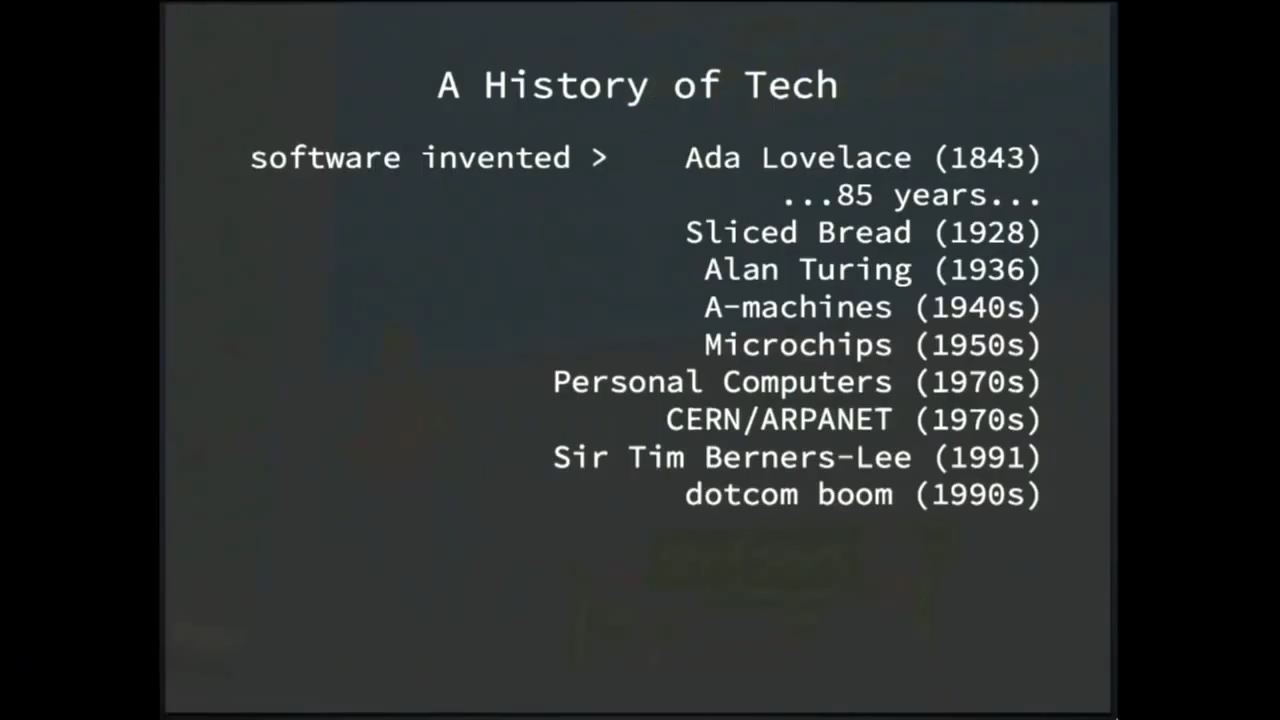 A History of Tech
software invented > Ada Lovelace (1843)
...85 years...
Sliced Bread (1928)
Alan Turing (1936)
A-machines (1940s)
Microchips (1950s)
Personal Computers (1970s)
CERN/ARPANET (1970s)
Sir Tim Berners-Lee (1991)
dotcom boom (1990s)